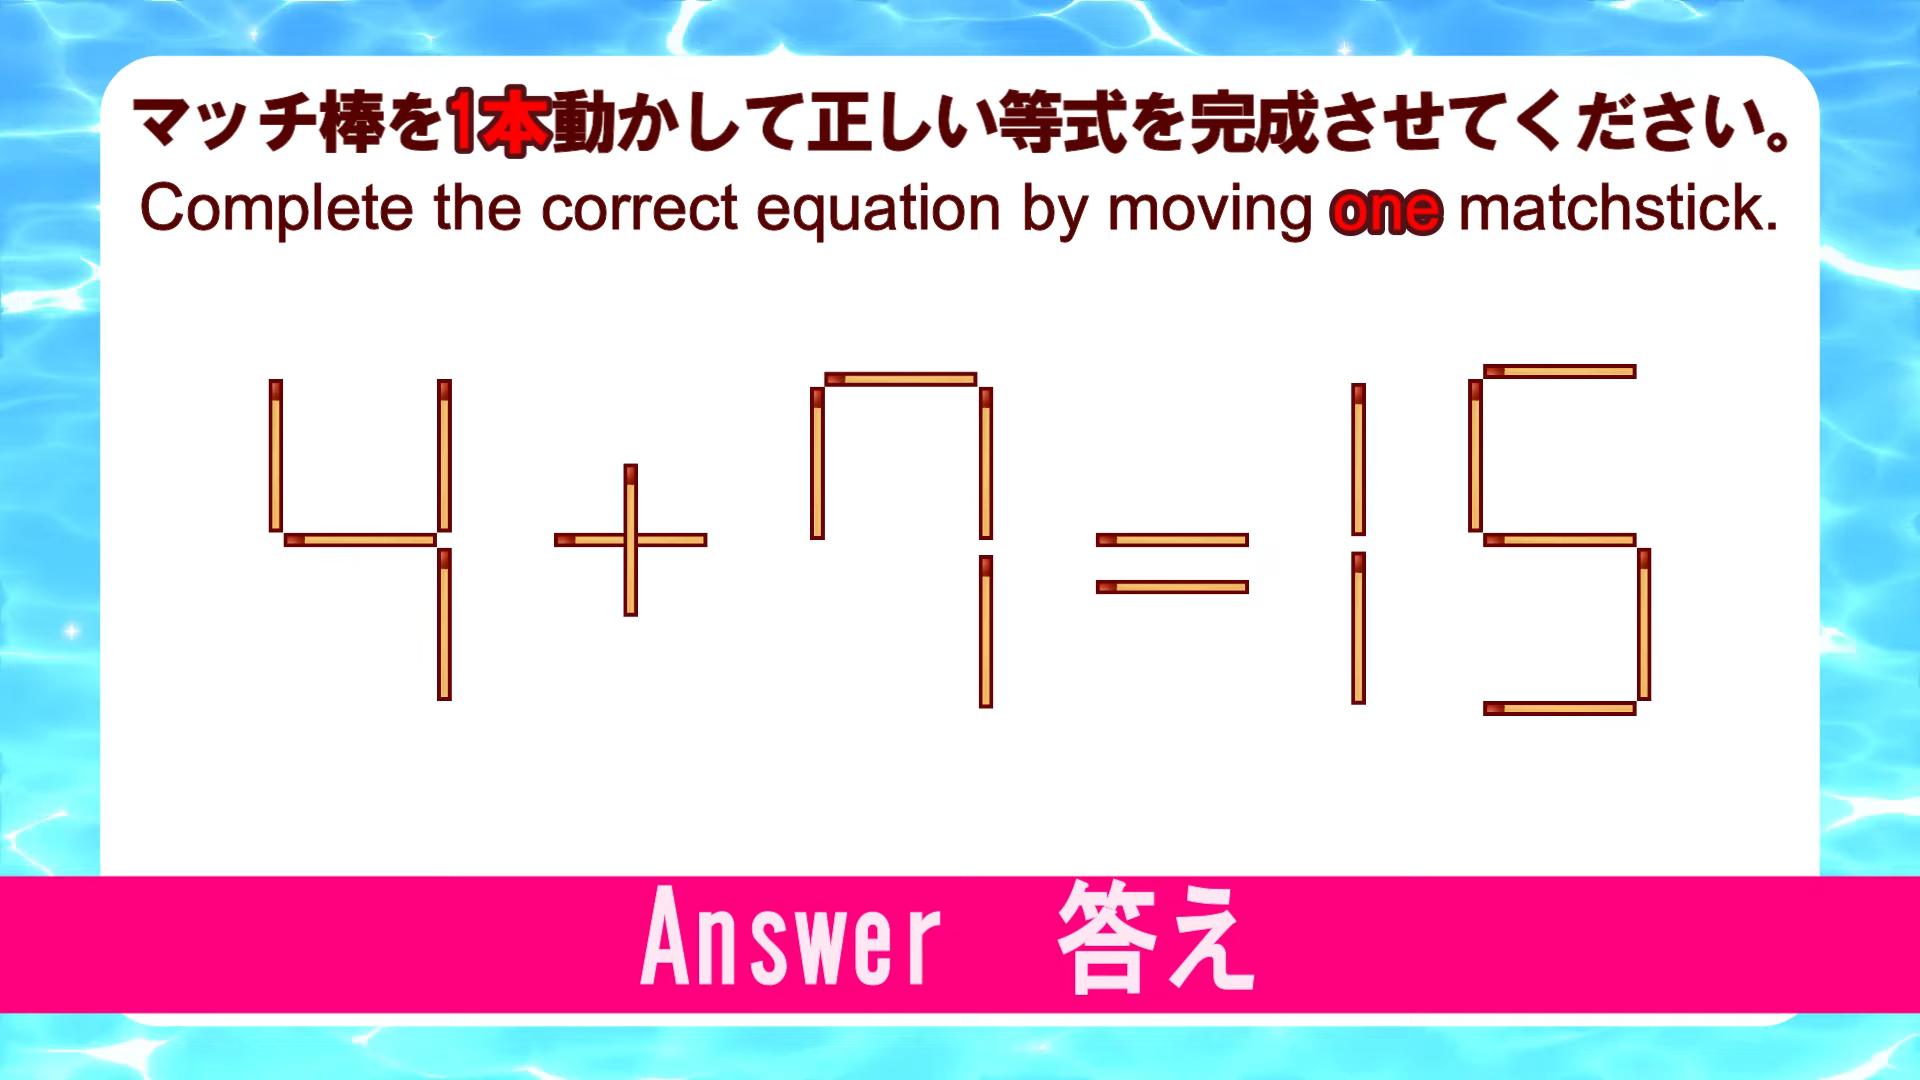 マッチ棒を1本動かして正しい等式を完成させてください。
Complete the correct equation by moving one matchstick.
4+7=15
Answer 答え